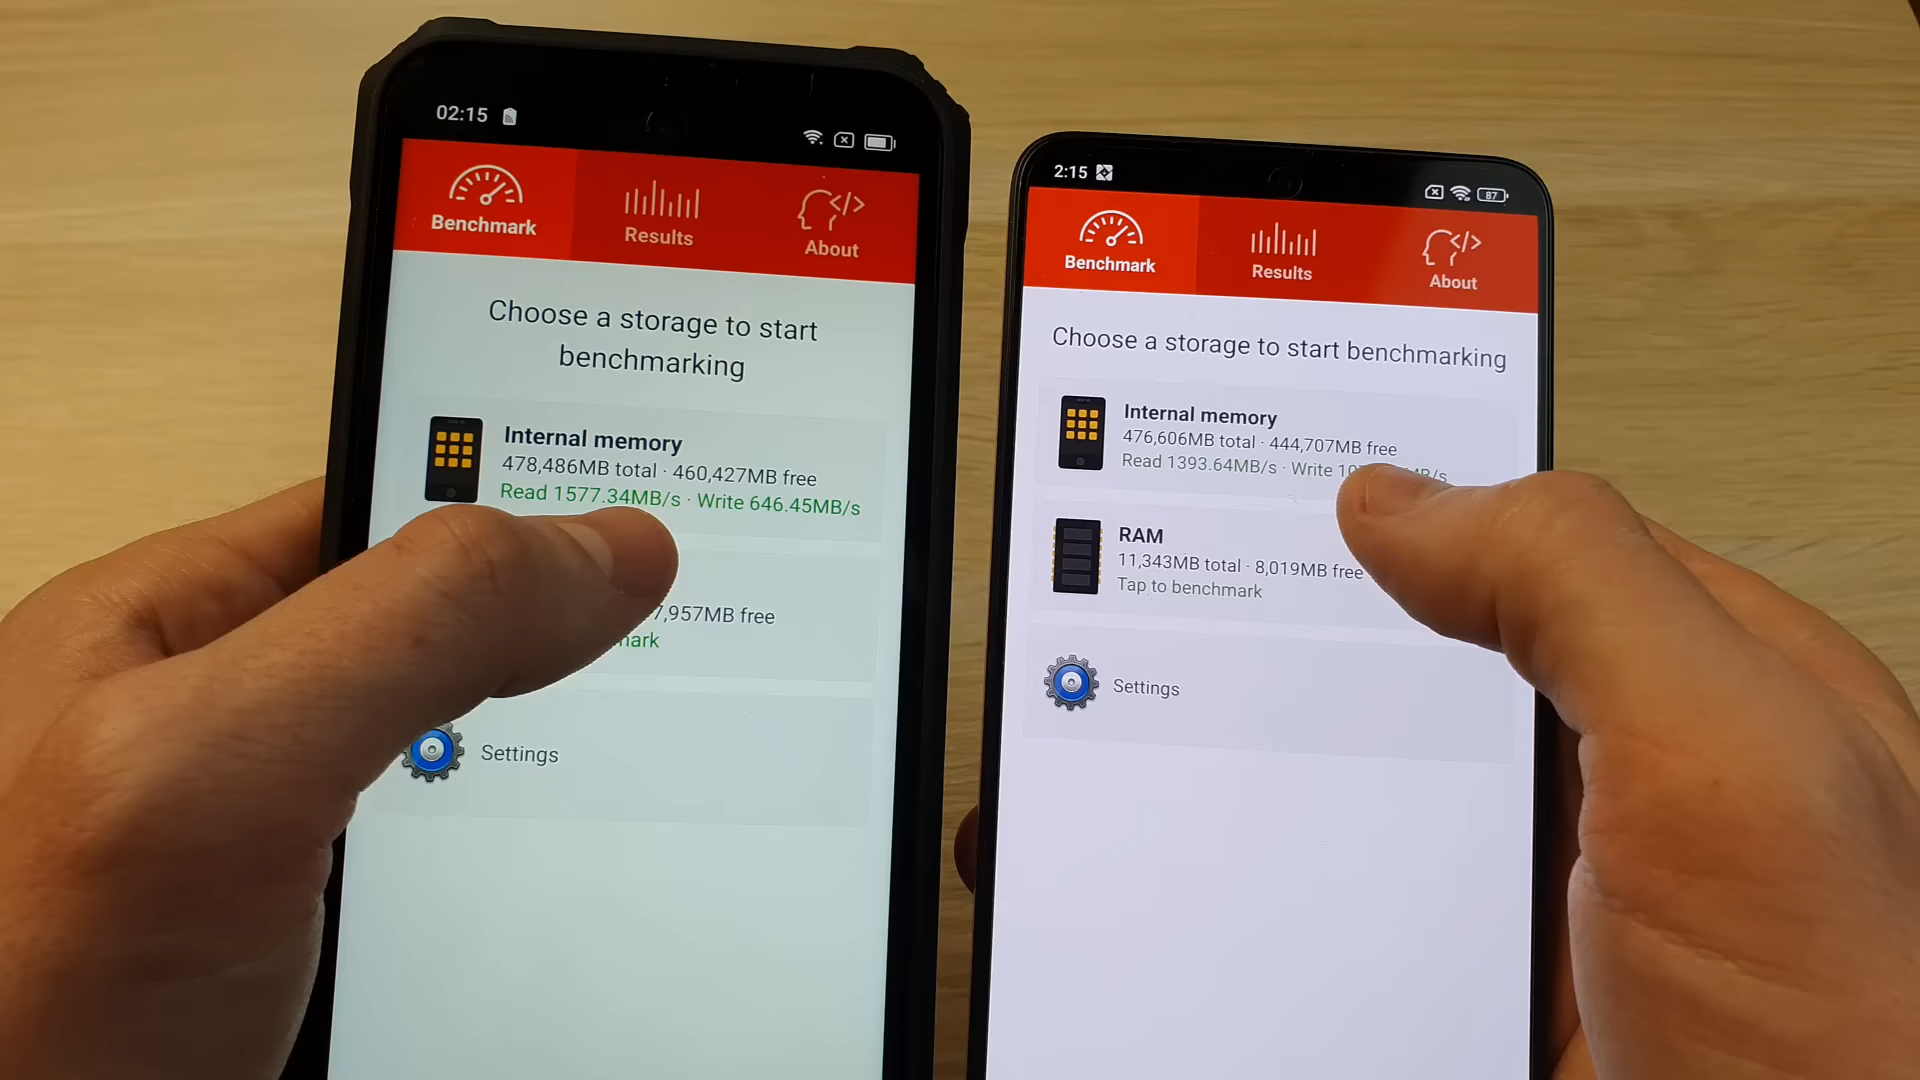 02:15
Benchmark
Results
About
Choose a storage to start
benchmarking
Internal memory
478,486MB total · 460,427MB free
Read 1577.34MB/s · Write 646.45MB/s
7,957MB free
Settings
2:15
87
Benchmark
Results
About
Choose a storage to start benchmarking
Internal memory
476,606MB total · 444,707MB free
Read 1393.64MB/s · Write
RAM
11,343MB total · 8,019MB free
Tap to benchmark
Settings